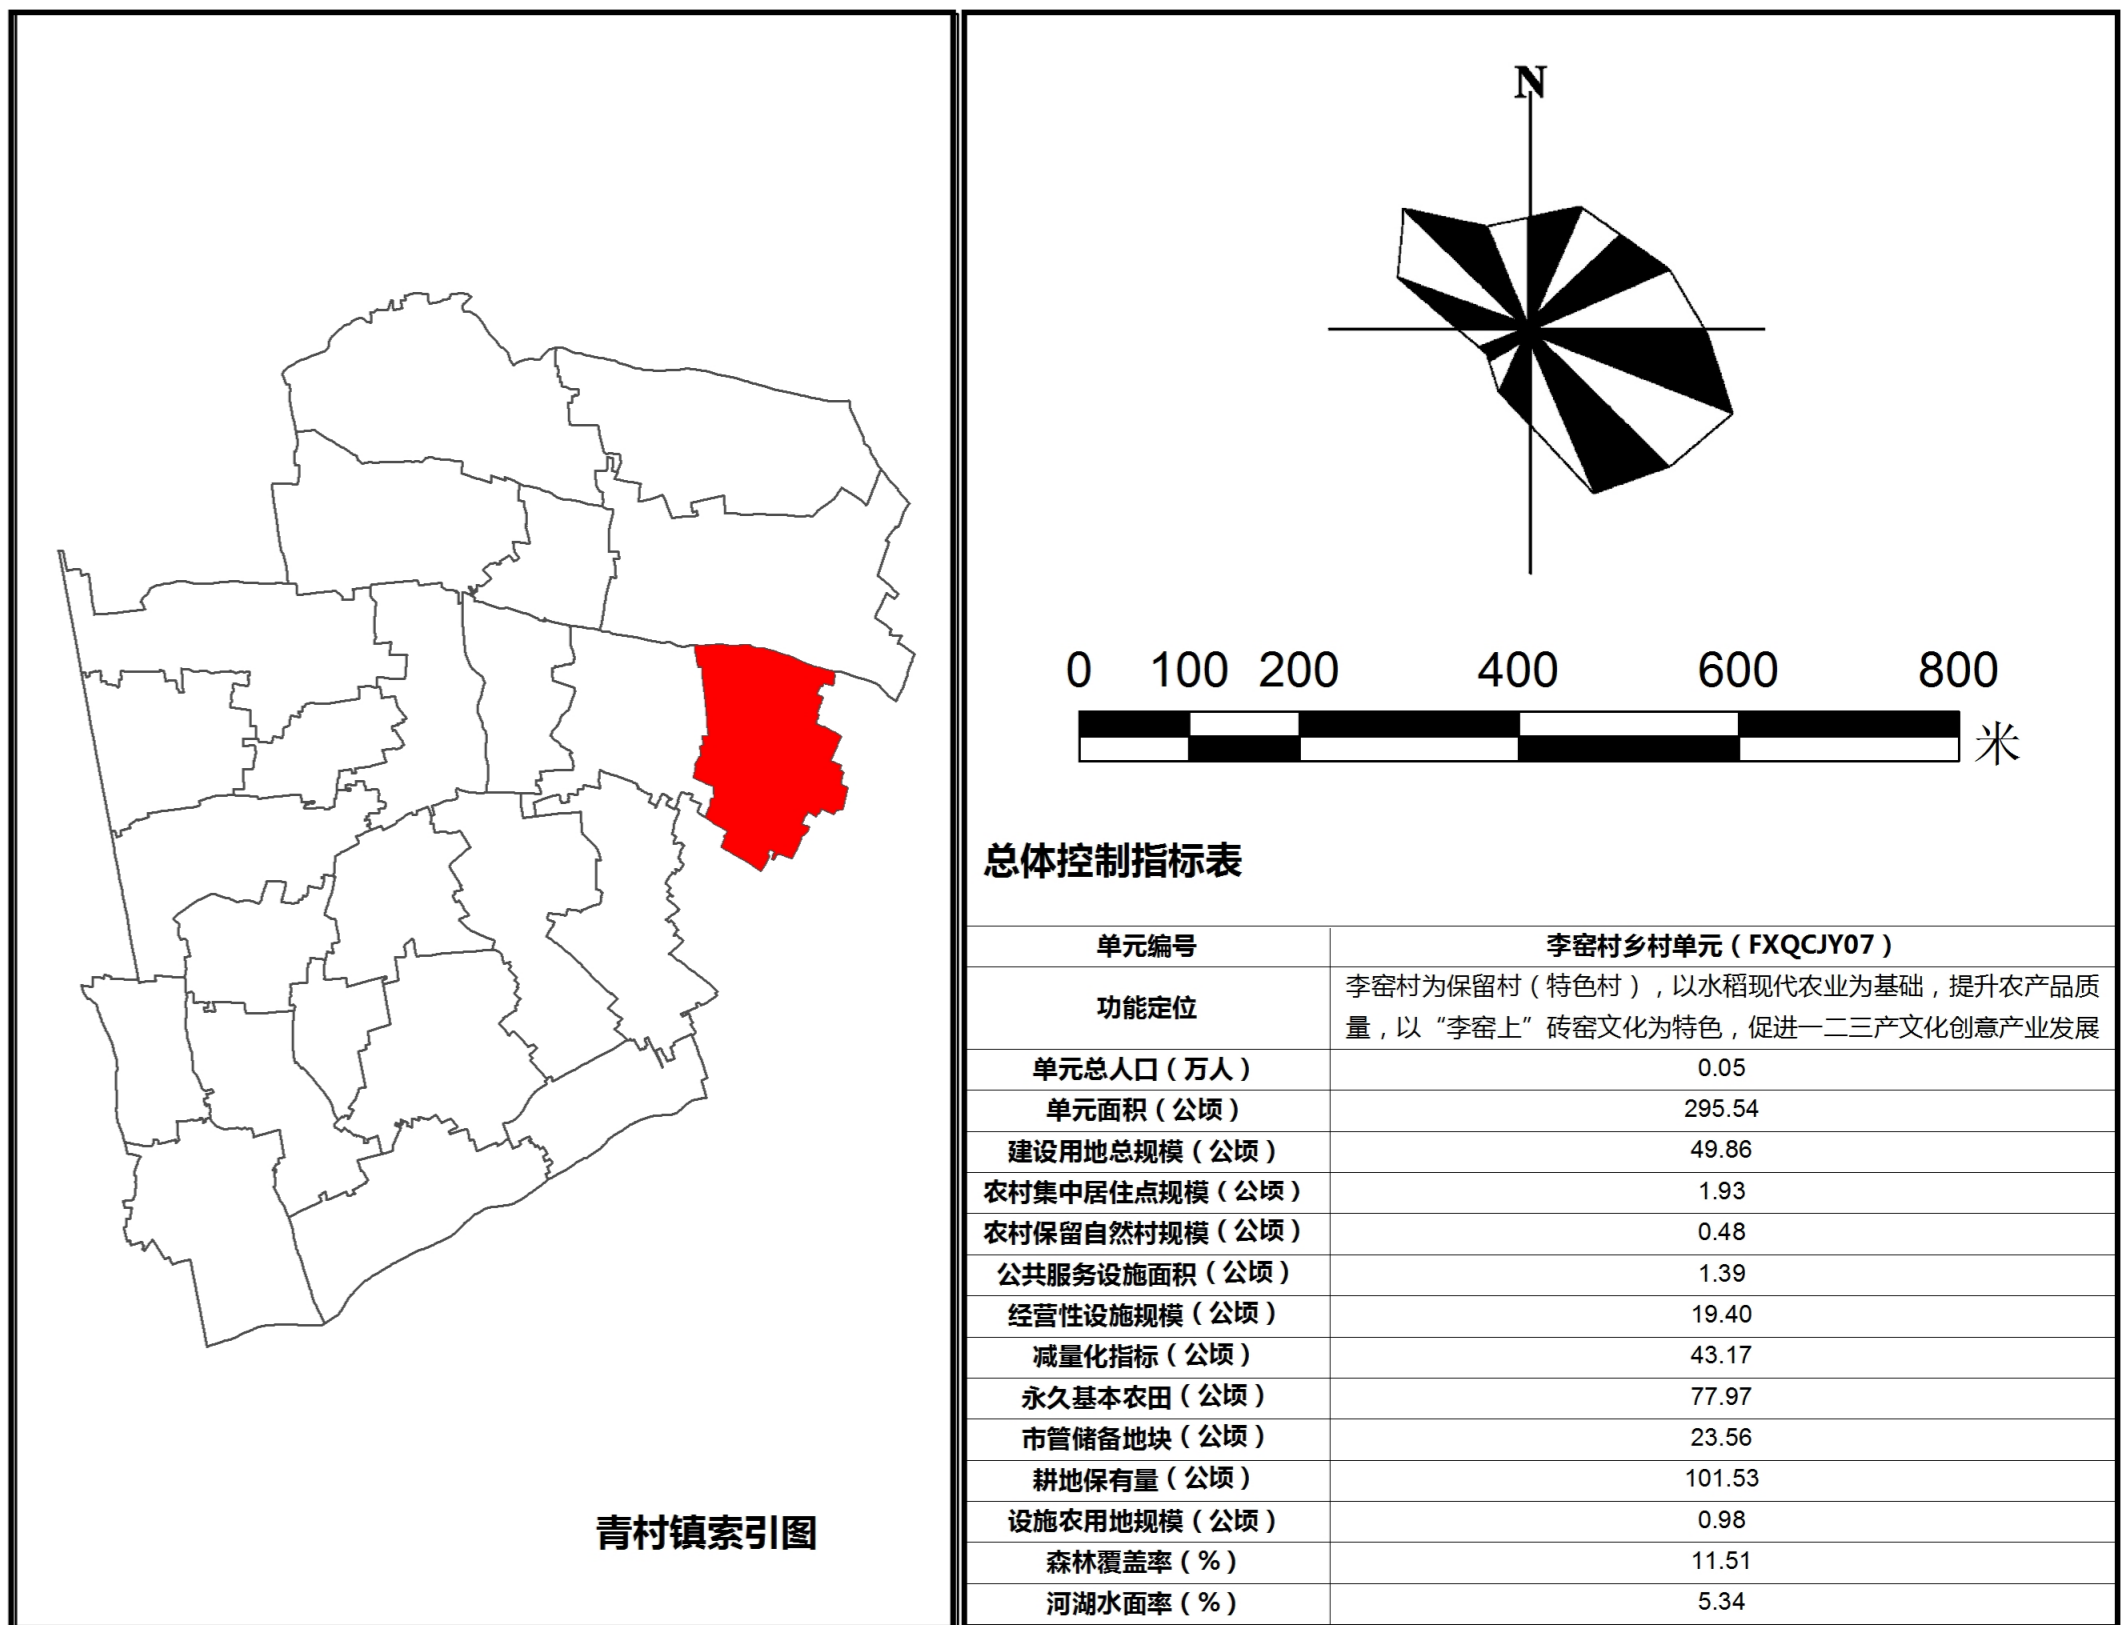 青村镇索引图
N
0 100 200 400 600 800
米
总体控制指标表
单元编号 李窑村乡村单元（FXQCJY07）
功能定位 李窑村为保留村（特色村），以水稻现代农业为基础，提升农产品质
量，以“李窑上”砖窑文化为特色，促进一二三产文化创意产业发展
单元总人口（万人） 0.05
单元面积（公顷） 295.54
建设用地总规模（公顷） 49.86
农村集中居住点规模（公顷） 1.93
农村保留自然村规模（公顷） 0.48
公共服务设施面积（公顷） 1.39
经营性设施规模（公顷） 19.40
减量化指标（公顷） 43.17
永久基本农田（公顷） 77.97
市管储备地块（公顷） 23.56
耕地保有量（公顷） 101.53
设施农用地规模（公顷） 0.98
森林覆盖率（%） 11.51
河湖水面率（%） 5.34